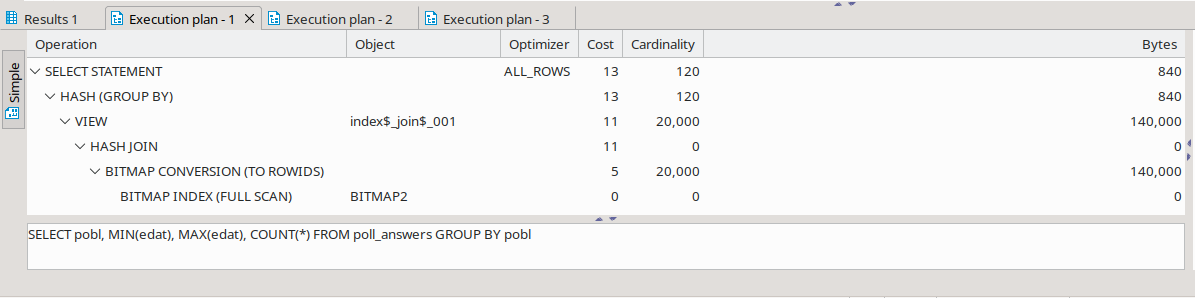 Results 1 Execution plan - 1 Execution plan - 2 Execution plan - 3
Simple
Operation Object Optimizer Cost Cardinality Bytes
SELECT STATEMENT ALL_ROWS 13 120 840
HASH (GROUP BY) 13 120 840
VIEW index$_join$_001 11 20,000 140,000
HASH JOIN 11 0 0
BITMAP CONVERSION (TO ROWIDS) 5 20,000 140,000
BITMAP INDEX (FULL SCAN) BITMAP2 0 0 0
SELECT pobl, MIN(edat), MAX(edat), COUNT(*) FROM poll_answers GROUP BY pobl